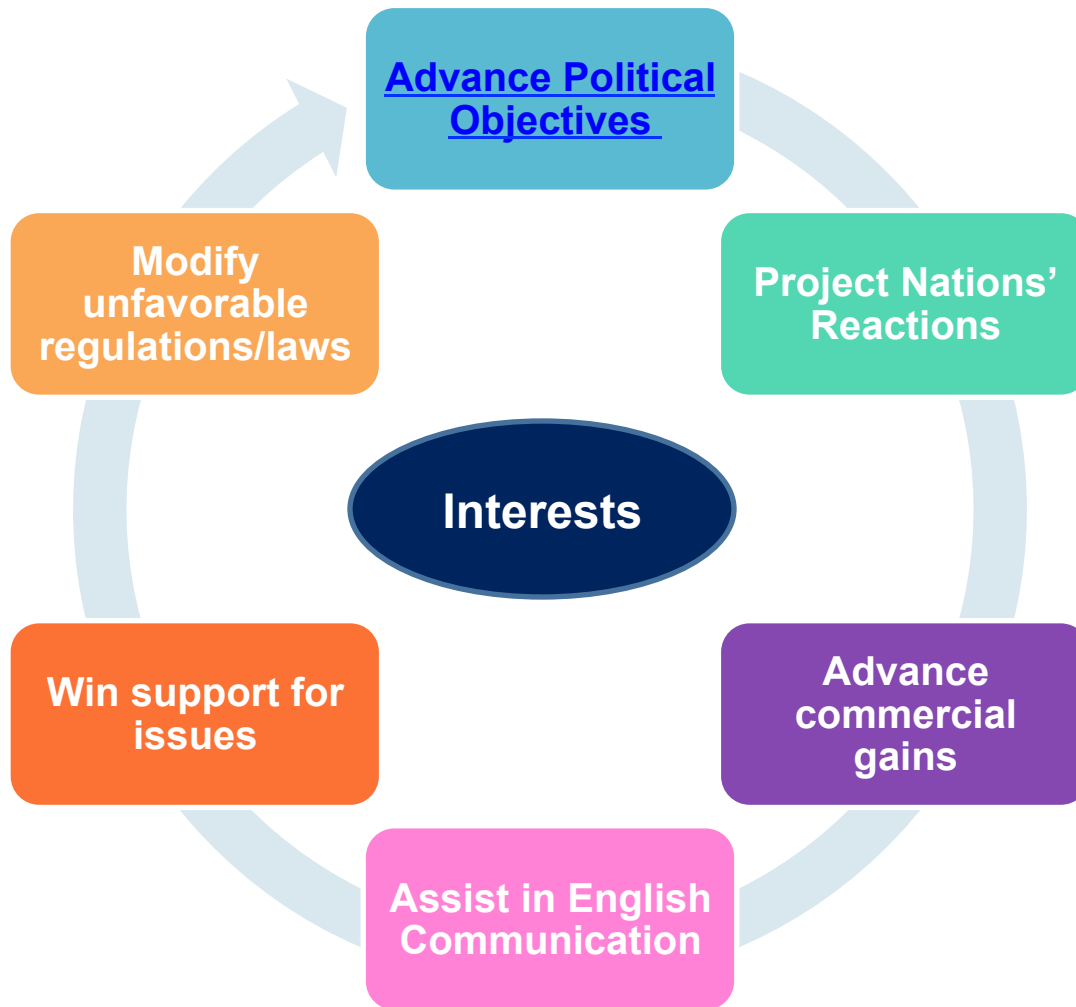 Advance Political
Objectives
Project Nations’
Reactions
Advance
commercial
gains
Assist in English
Communication
Win support for
issues
Modify
unfavorable
regulations/laws
Interests